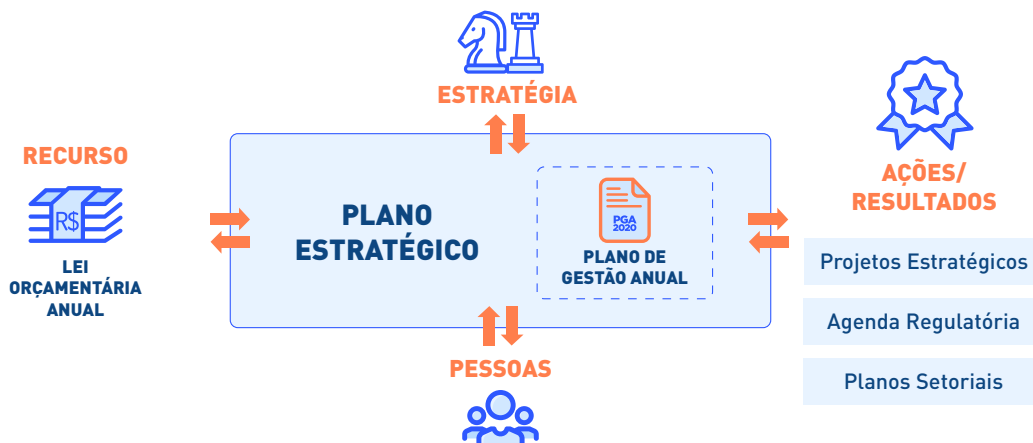 ESTRATÉGIA
RECURSO
R$
LEI
ORÇAMENTÁRIA
ANUAL
PLANO
ESTRATÉGICO
PGA
2020
PLANO DE
GESTÃO ANUAL
AÇÕES/
RESULTADOS
Projetos Estratégicos
Agenda Regulatória
Planos Setoriais
PESSOAS